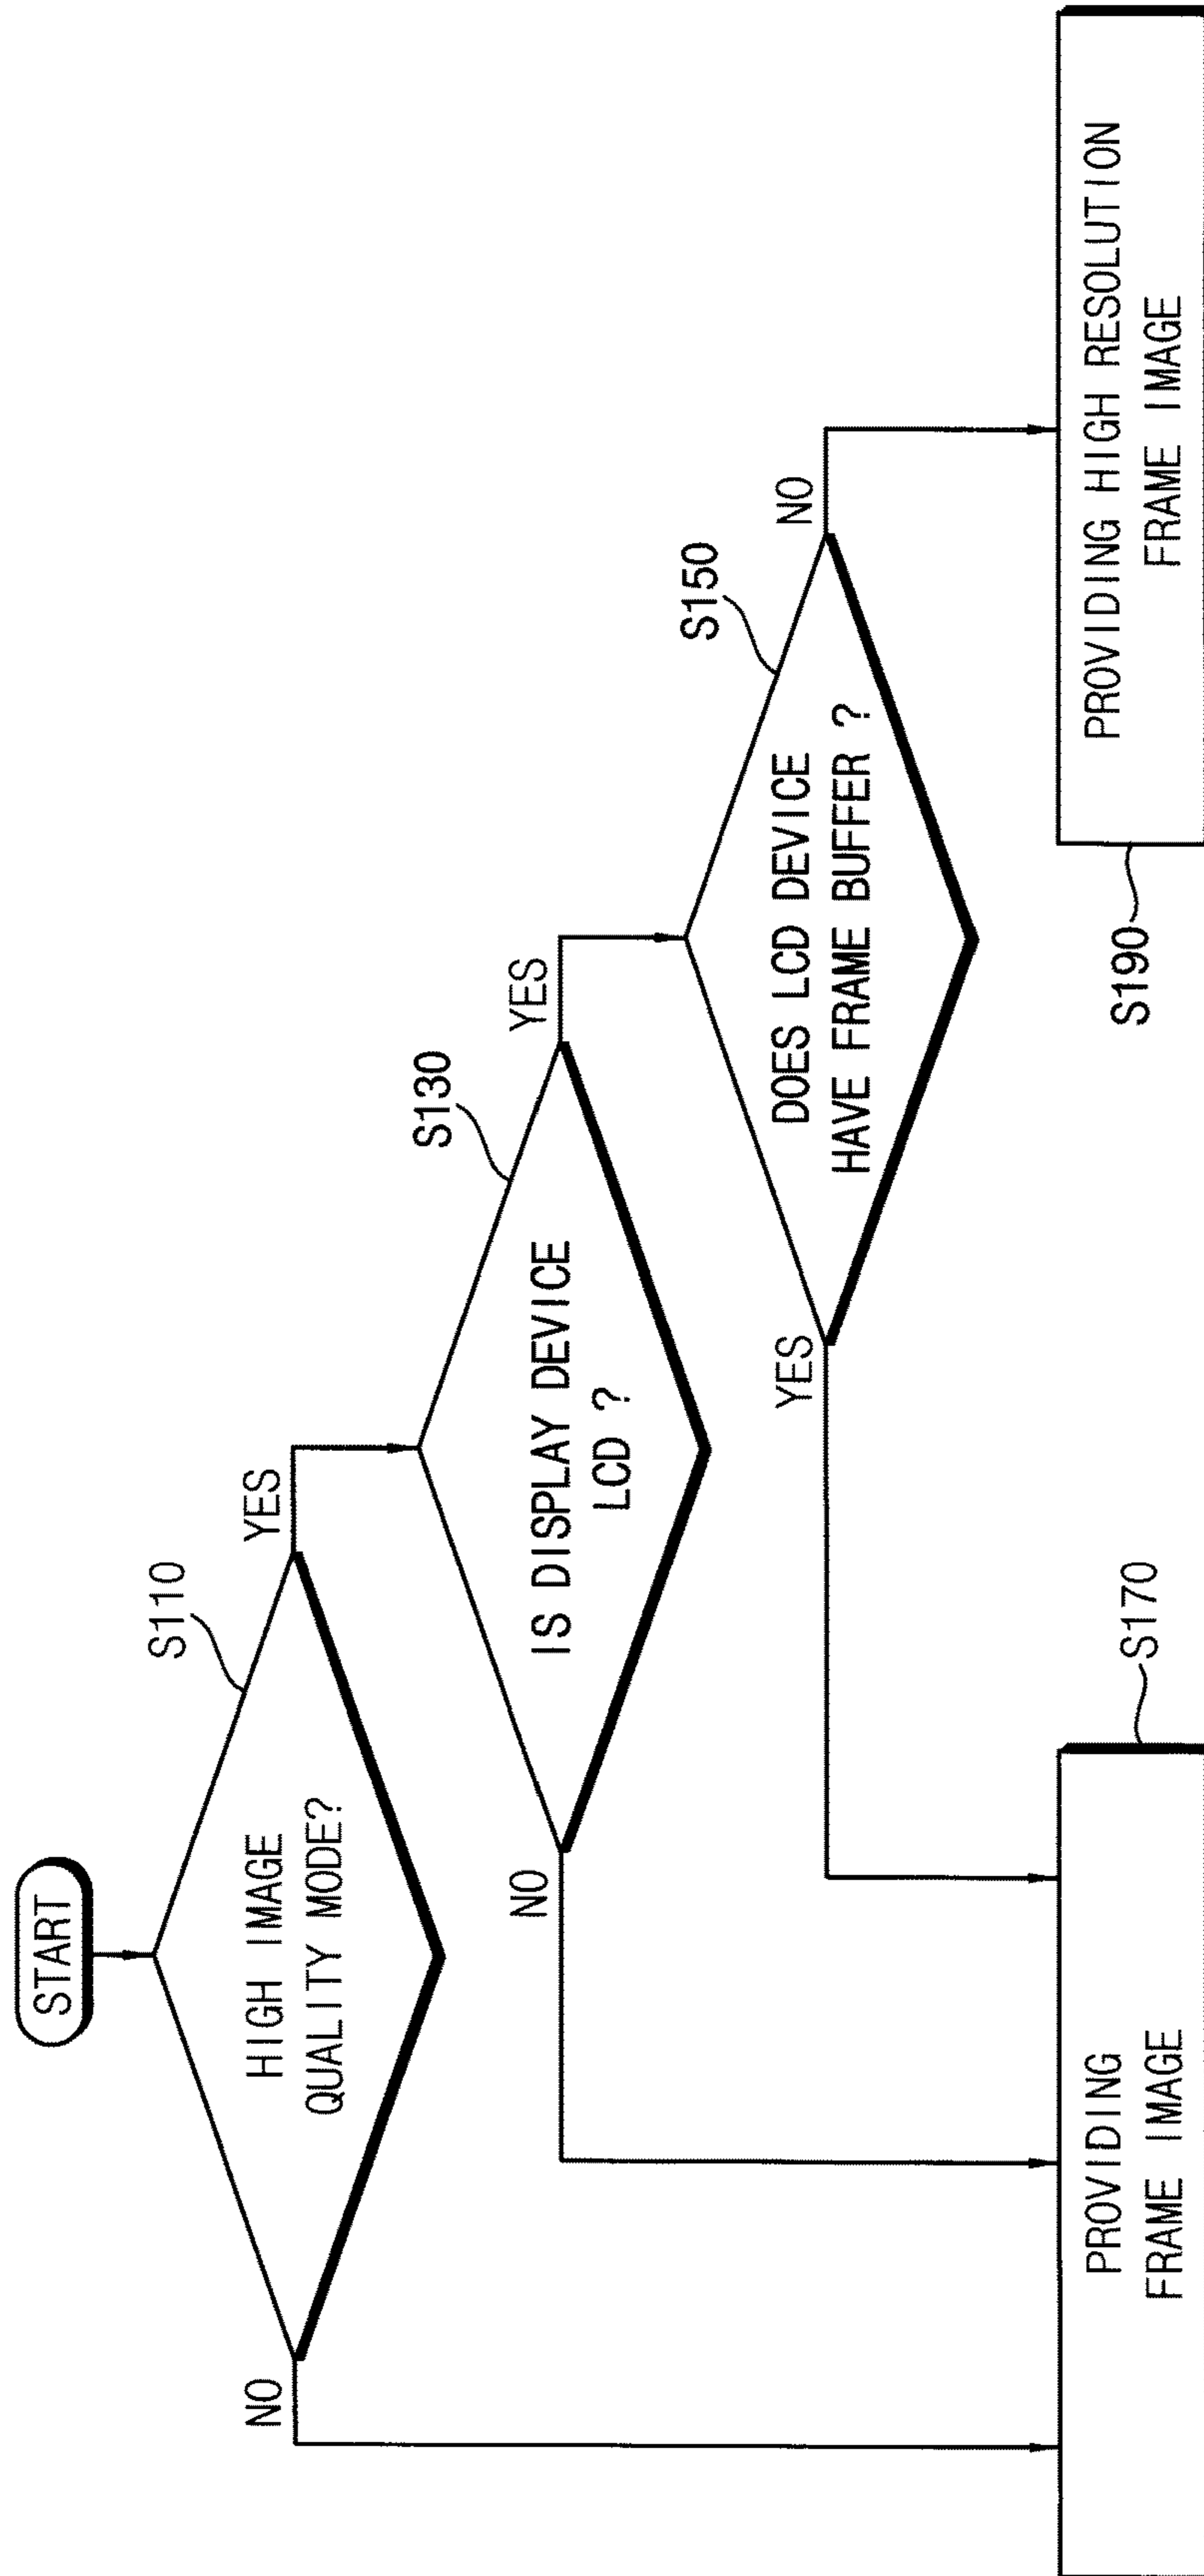 START
S110
HIGH IMAGE
QUALITY MODE?
NO
YES
S130
IS DISPLAY DEVICE
LCD ?
NO
YES
S150
DOES LCD DEVICE
HAVE FRAME BUFFER ?
YES
NO
PROVIDING
FRAME IMAGE
S170
S190
PROVIDING HIGH RESOLUTION
FRAME IMAGE